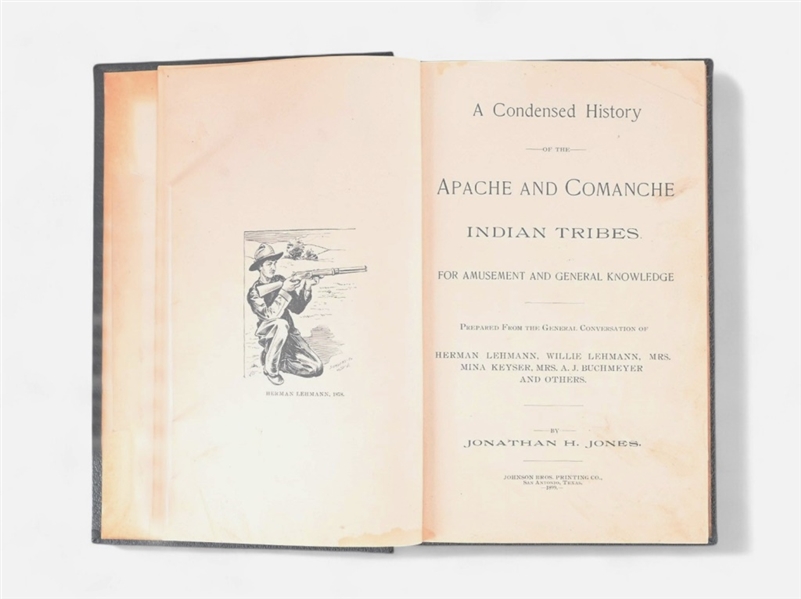 HERMAN LEHMANN, 1878.
A Condensed History
OF THE
APACHE AND COMANCHE
INDIAN TRIBES.
FOR AMUSEMENT AND GENERAL KNOWLEDGE
PREPARED FROM THE GENERAL CONVERSATION OF
HERMAN LEHMANN, WILLIE LEHMANN, MRS.
MINA KEYSER, MRS. A. J. BUCHMEYER
AND OTHERS.
BY
JONATHAN H. JONES.
JOHNSON BROS. PRINTING CO.,
SAN ANTONIO, TEXAS.
1899.